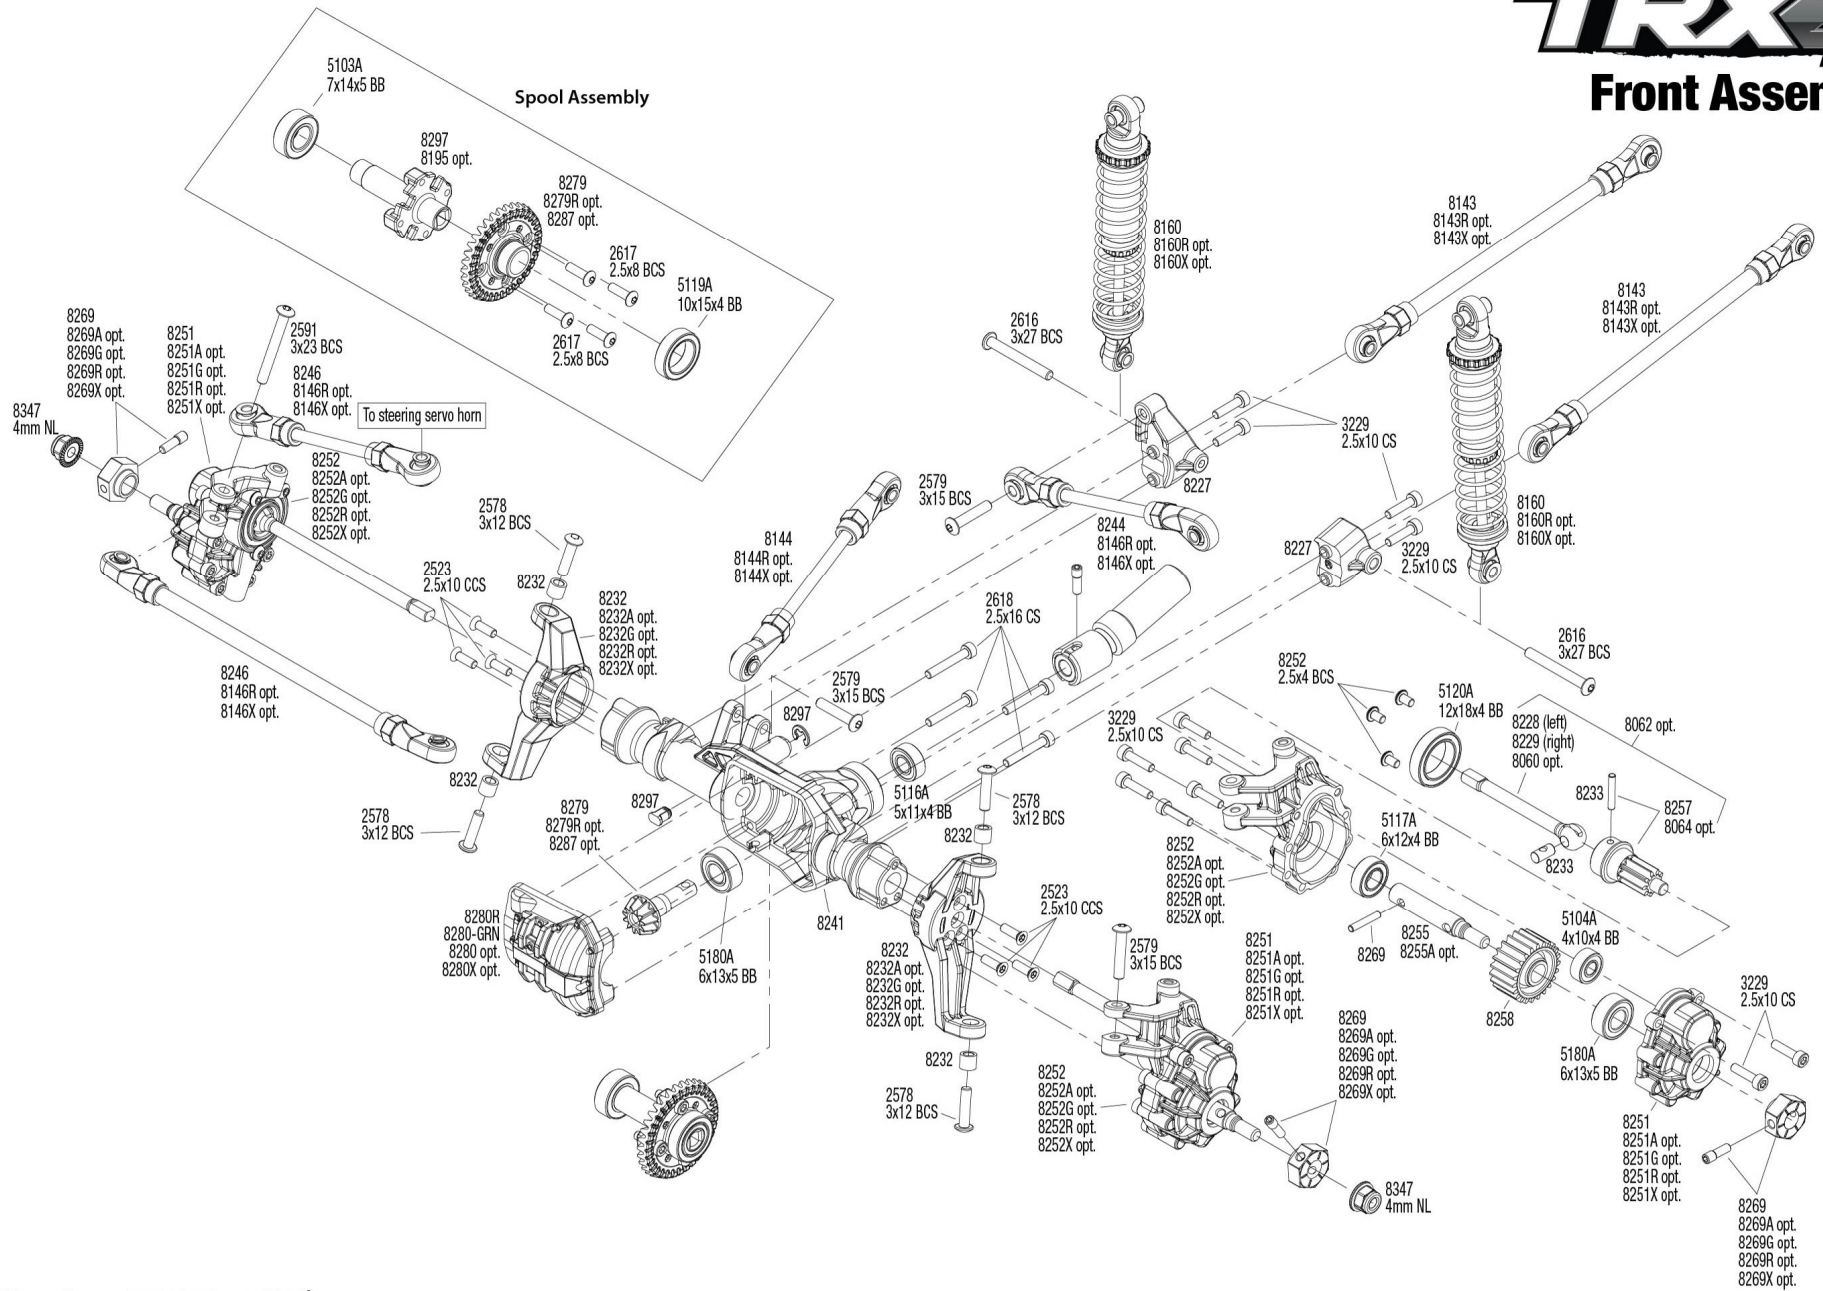 TRX
Front Assem
5103A
7x14x5 BB
Spool Assembly
8297
8195 opt.
8279
8279R opt.
8287 opt.
2617
2.5x8 BCS
5119A
10x15x4 BB
2617
2.5x8 BCS
8269
8269A opt.
8269G opt.
8269R opt.
8269X opt.
8251
8251A opt.
8251G opt.
8251R opt.
8251X opt.
2591
3x23 BCS
8246
8146R opt.
8146X opt.
To steering servo horn
8347
4mm NL
8252
8252A opt.
8252G opt.
8252R opt.
8252X opt.
8246
8146R opt.
8146X opt.
2523
2.5x10 CCS
2578
3x12 BCS
8232
8232
8232A opt.
8232G opt.
8232R opt.
8232X opt.
8232
2578
3x12 BCS
8144
8144R opt.
8144X opt.
2579
3x15 BCS
8297
8297
8279
8279R opt.
8287 opt.
8280R
8280-GRN
8280 opt.
8280X opt.
5180A
6x13x5 BB
8241
5116A
5x11x4 BB
2578
3x12 BCS
8232
2618
2.5x16 CS
2579
3x15 BCS
8244
8146R opt.
8146X opt.
2616
3x27 BCS
8160
8160R opt.
8160X opt.
8227
3229
2.5x10 CS
8143
8143R opt.
8143X opt.
8143
8143R opt.
8143X opt.
8227
3229
2.5x10 CS
8160
8160R opt.
8160X opt.
2616
3x27 BCS
2523
2.5x10 CCS
8232
8232A opt.
8232G opt.
8232R opt.
8232X opt.
8232
2578
3x12 BCS
2579
3x15 BCS
8251
8251A opt.
8251G opt.
8251R opt.
8251X opt.
8252
8252A opt.
8252G opt.
8252R opt.
8252X opt.
8269
8269A opt.
8269G opt.
8269R opt.
8269X opt.
8347
4mm NL
3229
2.5x10 CS
8252
2.5x4 BCS
5120A
12x18x4 BB
8228 (left)
8229 (right)
8060 opt.
8062 opt.
8233
8257
8064 opt.
8233
8252
8252A opt.
8252G opt.
8252R opt.
8252X opt.
5117A
6x12x4 BB
8269
8255
8255A opt.
5104A
4x10x4 BB
8258
5180A
6x13x5 BB
3229
2.5x10 CS
8251
8251A opt.
8251G opt.
8251R opt.
8251X opt.
8269
8269A opt.
8269G opt.
8269R opt.
8269X opt.